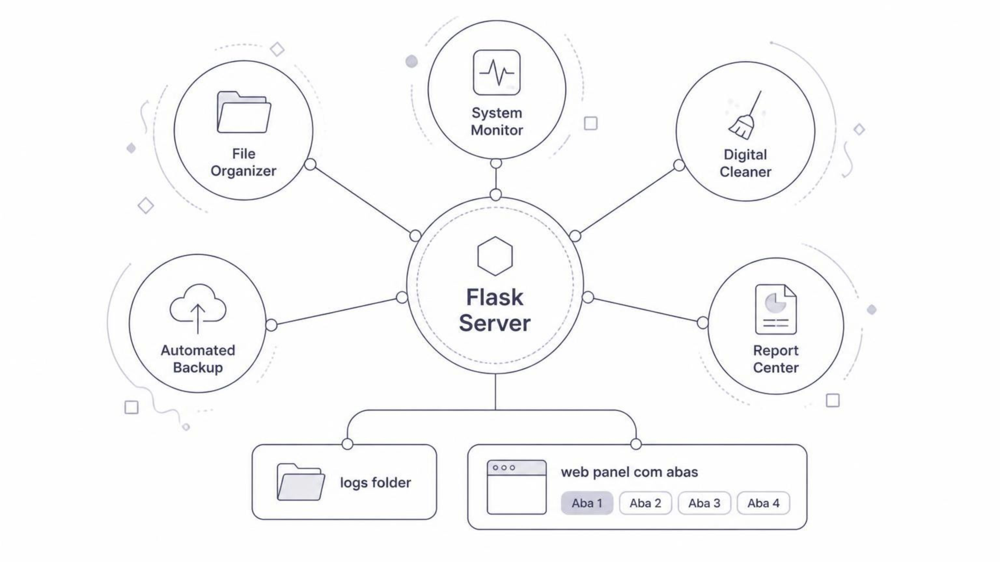 System
Monitor
File
Organizer
Digital
Cleaner
Flask
Server
Automated
Backup
Report
Center
logs folder
web panel com abas
Aba 1
Aba 2
Aba 3
Aba 4